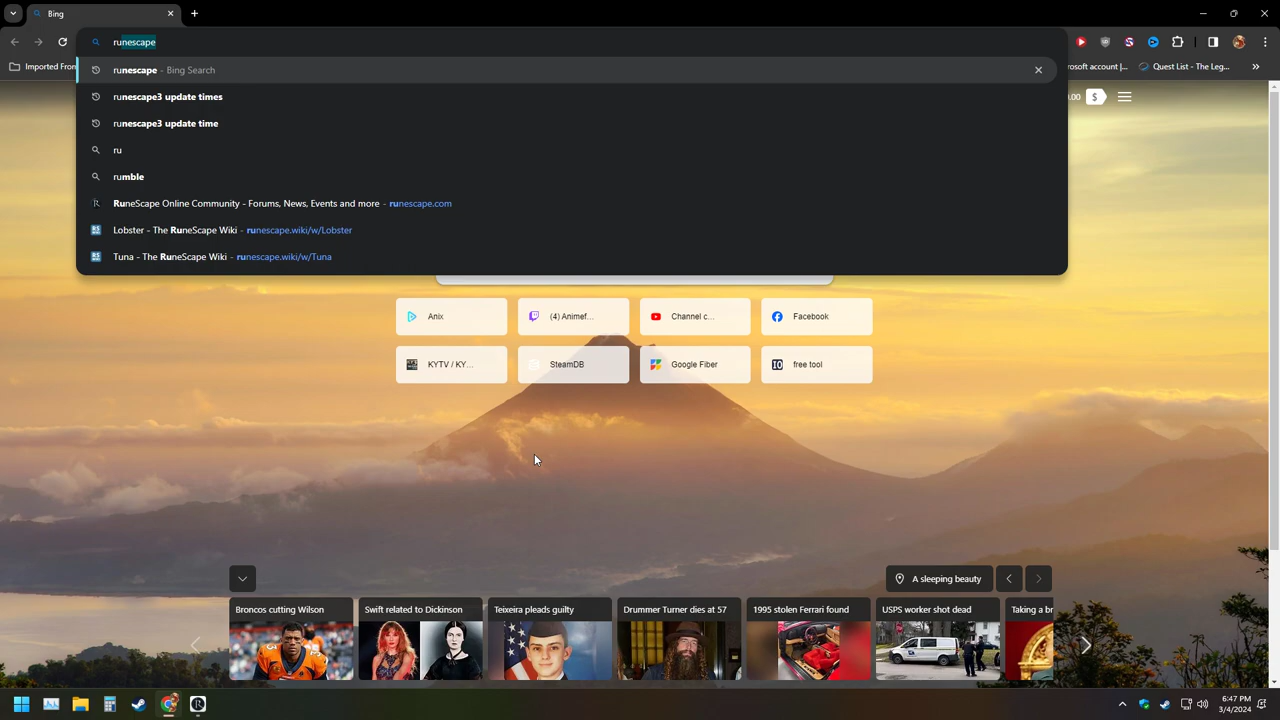 Bing
runescape
Imported From
runescape - Bing Search
rosoft account |...
Quest List - The Leg...
runescape3 update times
.00
$
runescape3 update time
ru
rumble
RuneScape Online Community - Forums, News, Events and more - runescape.com
Lobster - The RuneScape Wiki - runescape.wiki/w/Lobster
Tuna - The RuneScape Wiki - runescape.wiki/w/Tuna
Anix
(4) Animef...
Channel c...
Facebook
KYTV / KY...
SteamDB
Google Fiber
free tool
A sleeping beauty
Broncos cutting Wilson
Swift related to Dickinson
Teixeira pleads guilty
Drummer Turner dies at 57
1995 stolen Ferrari found
USPS worker shot dead
Taking a br
6:47 PM
3/4/2024